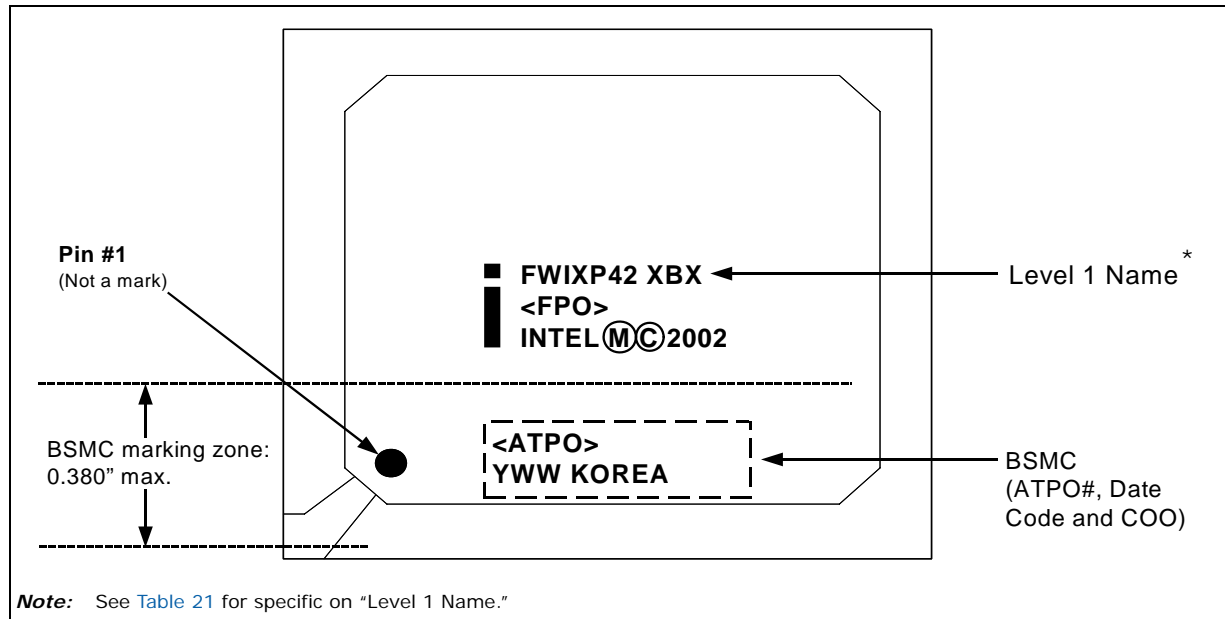 Pin #1
(Not a mark)
FWIXP42 XBX
<FPO>
INTEL Ⓜ©2002
Level 1 Name*
BSMC marking zone:
0.380” max.
<ATPO>
YWW KOREA
BSMC
(ATPO#, Date
Code and COO)
Note: See Table 21 for specific on “Level 1 Name.”